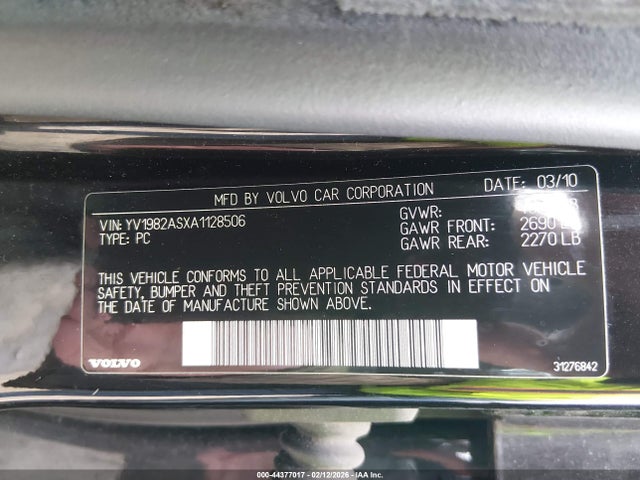 MFD BY VOLVO CAR CORPORATION DATE: 03/10
VIN: YV1982ASXA1128506 GVWR:
TYPE: PC GAWR FRONT: 2690
GAWR REAR: 2270 LB
THIS VEHICLE CONFORMS TO ALL APPLICABLE FEDERAL MOTOR VEHICLE
SAFETY, BUMPER AND THEFT PREVENTION STANDARDS IN EFFECT ON
THE DATE OF MANUFACTURE SHOWN ABOVE.
VOLVO 31276842
000-44377017 - 02/12/2026 - IAA Inc.